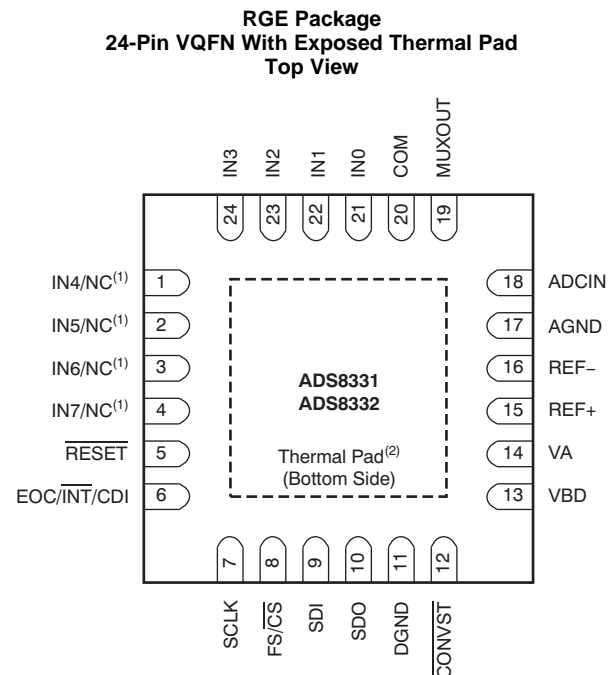 RGE Package
24-Pin VQFN With Exposed Thermal Pad
Top View
IN3
IN2
IN1
IN0
COM
MUXOUT
24
23
22
21
20
19
IN4/NC(1)
1
IN5/NC(1)
2
IN6/NC(1)
3
IN7/NC(1)
4
RESET
5
EOC/INT/CDI
6
ADS8331
ADS8332
Thermal Pad(2)
(Bottom Side)
18
ADCIN
17
AGND
16
REF−
15
REF+
14
VA
13
VBD
7
8
9
10
11
12
SCLK
FS/CS
SDI
SDO
DGND
CONVST